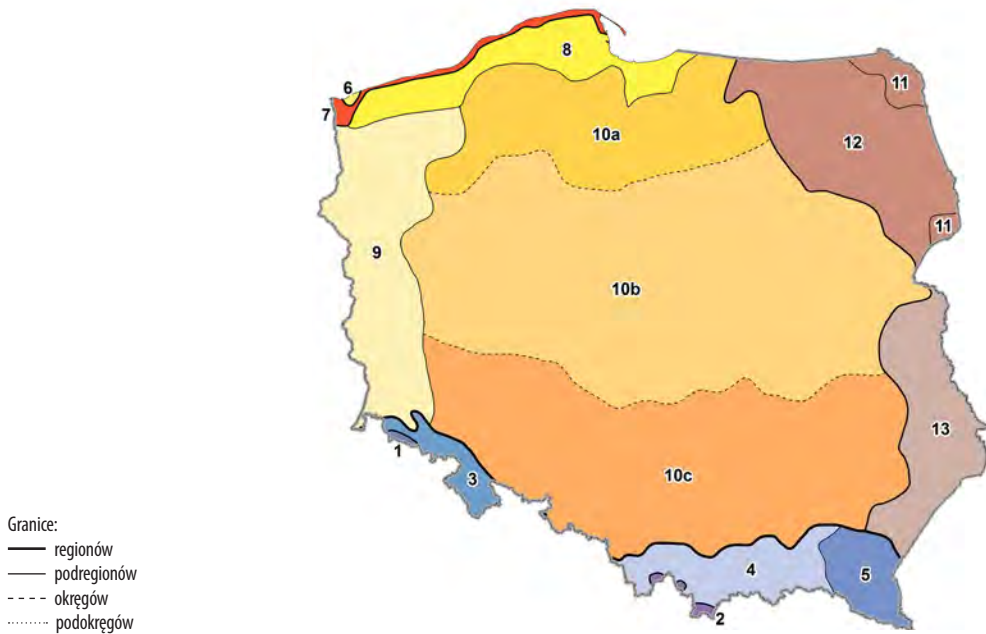 8
6
7
11
10a
12
11
9
10b
13
1
3
10c
4
5
2
Granice:
regionów
podregionów
okręgów
podokręgów